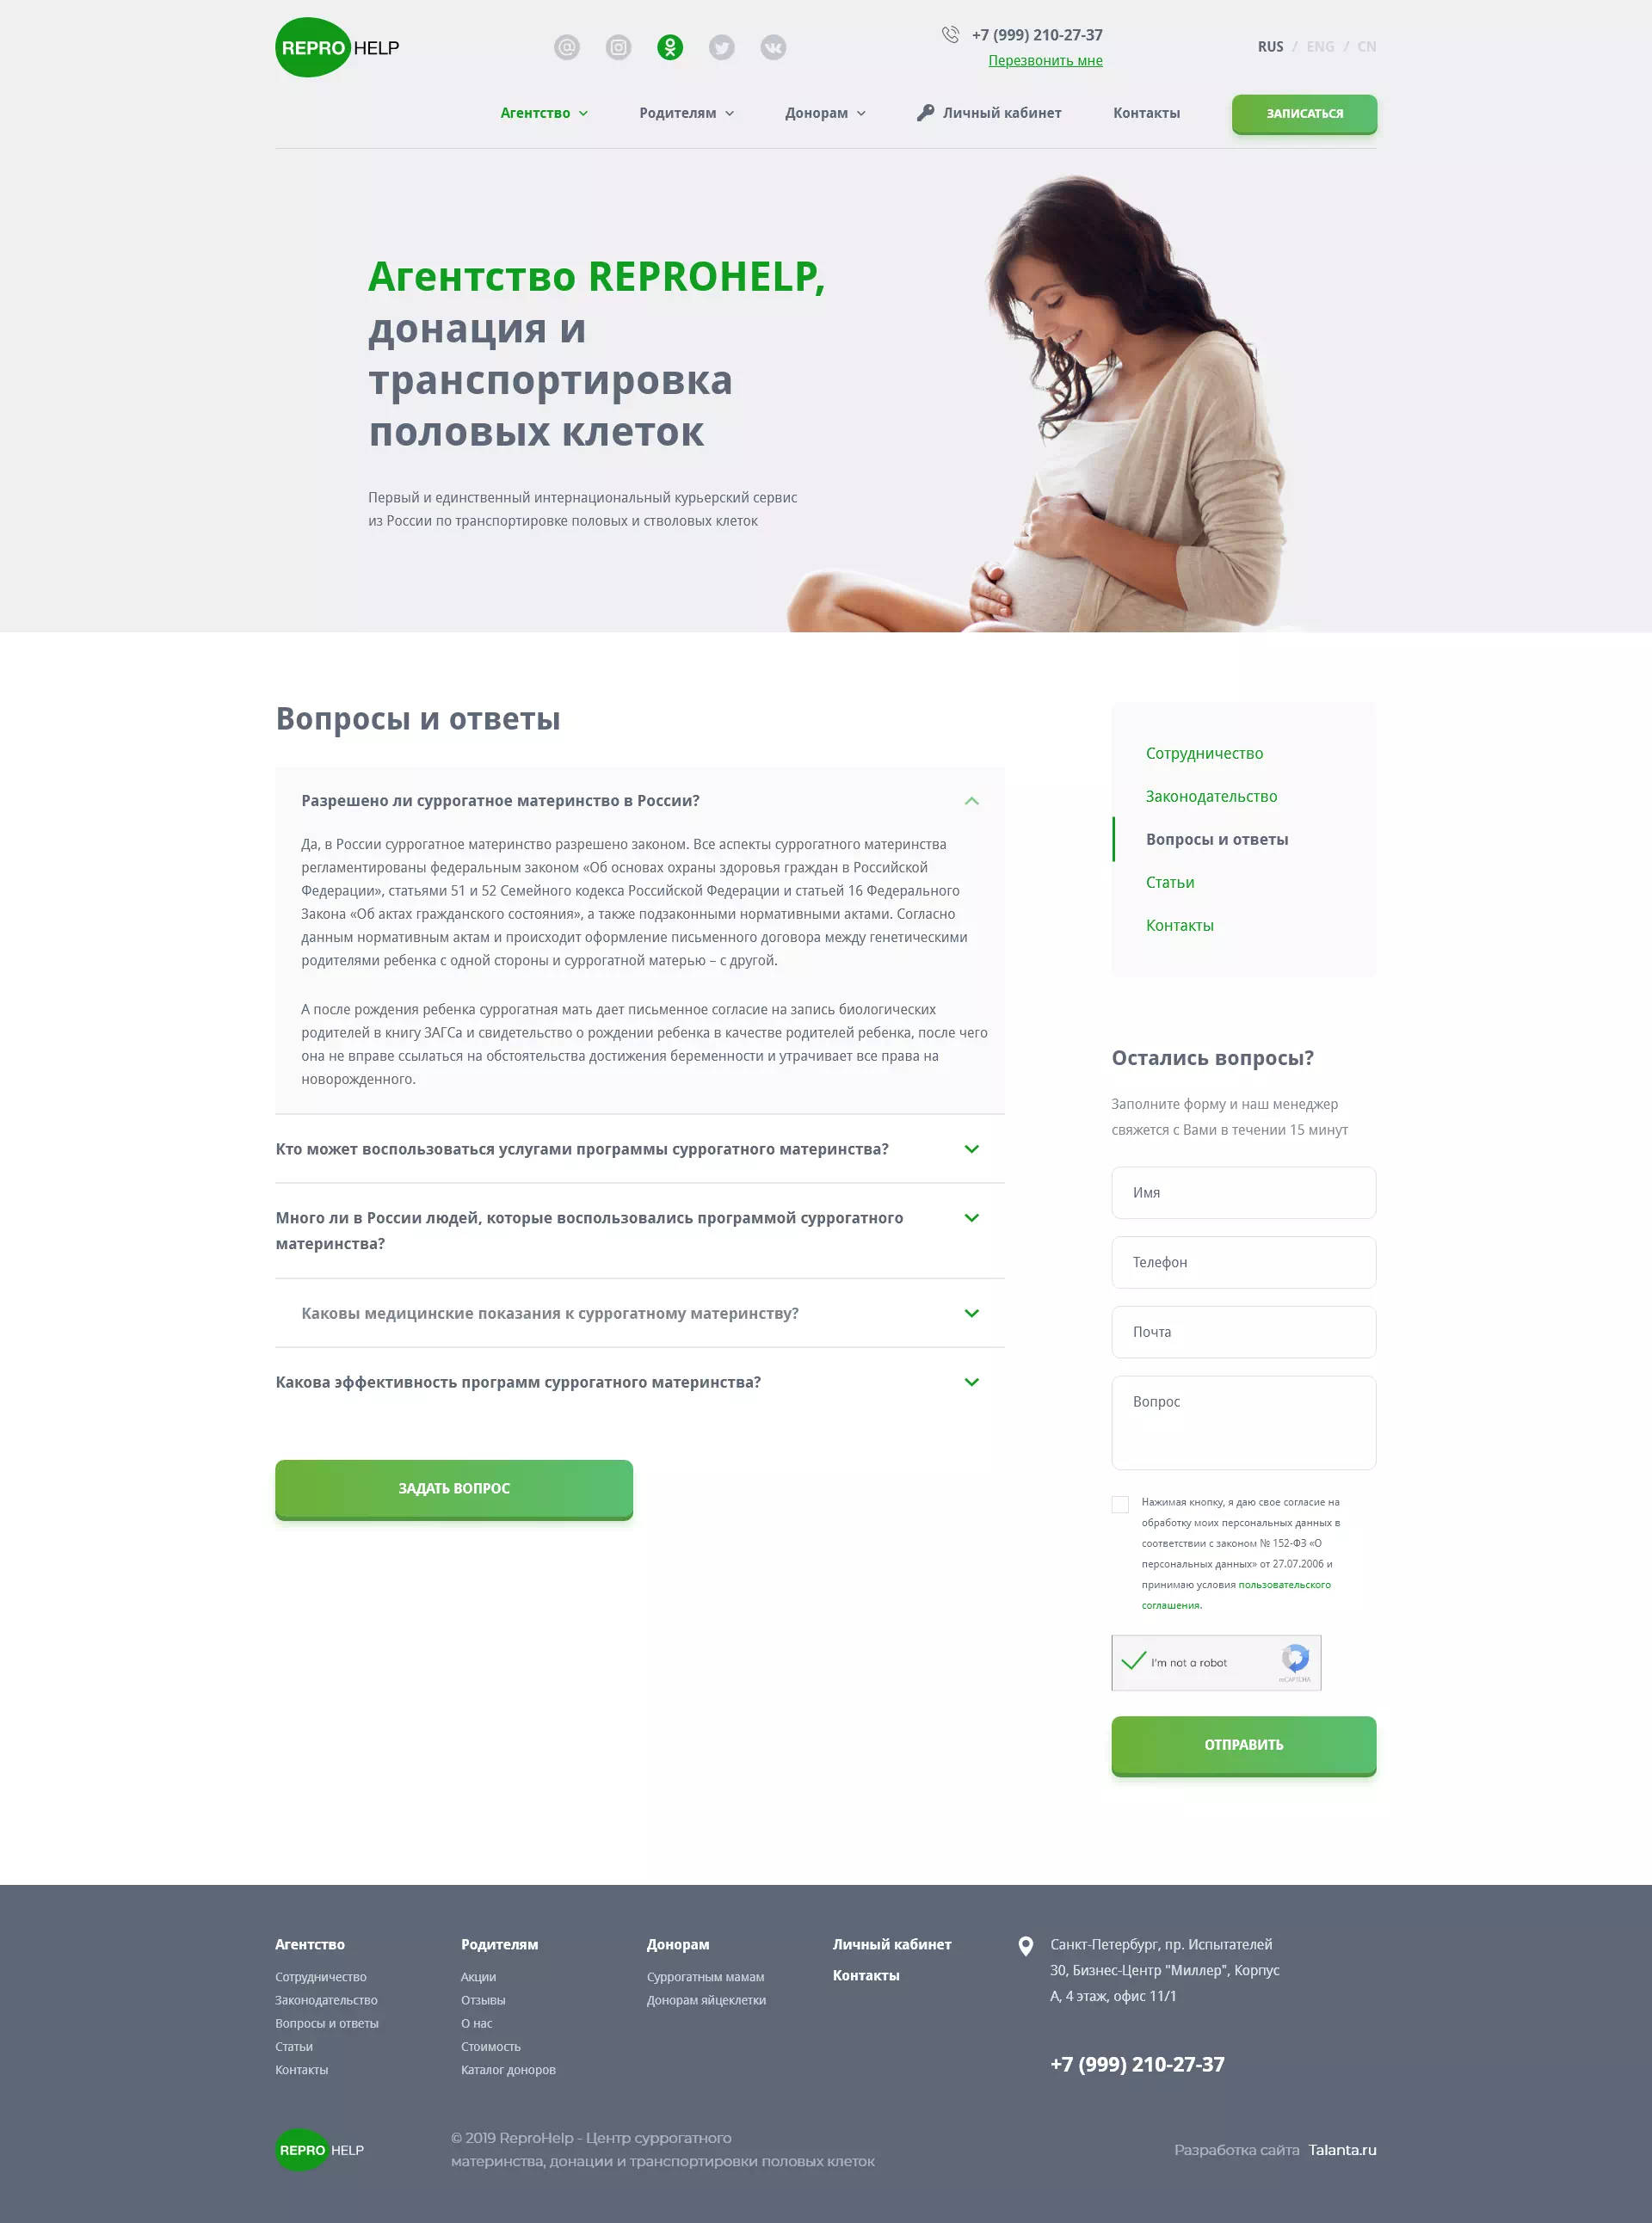 REPRO HELP
+7 (999) 210-27-37
Перезвонить мне
RUS / ENG / CN
Агентство
Родителям
Донорам
Личный кабинет
Контакты
ЗАПИСАТЬСЯ
Агентство REPROHELP,
донация и
транспортировка
половых клеток
Первый и единственный интернациональный курьерский сервис
из России по транспортировке половых и стволовых клеток
Вопросы и ответы
Разрешено ли суррогатное материнство в России?
Да, в России суррогатное материнство разрешено законом. Все аспекты суррогатного материнства
регламентированы федеральным законом «Об основах охраны здоровья граждан в Российской
Федерации», статьями 51 и 52 Семейного кодекса Российской Федерации и статьей 16 Федерального
Закона «Об актах гражданского состояния», а также подзаконными нормативными актами. Согласно
данным нормативным актам и происходит оформление письменного договора между генетическими
родителями ребенка с одной стороны и суррогатной матерью – с другой.
А после рождения ребенка суррогатная мать дает письменное согласие на запись биологических
родителей в книгу ЗАГСа и свидетельство о рождении ребенка в качестве родителей ребенка, после чего
она не вправе ссылаться на обстоятельства достижения беременности и утрачивает все права на
новорожденного.
Кто может воспользоваться услугами программы суррогатного материнства?
Много ли в России людей, которые воспользовались программой суррогатного
материнства?
Каковы медицинские показания к суррогатному материнству?
Какова эффективность программ суррогатного материнства?
ЗАДАТЬ ВОПРОС
Сотрудничество
Законодательство
Вопросы и ответы
Статьи
Контакты
Остались вопросы?
Заполните форму и наш менеджер
свяжется с Вами в течении 15 минут
Имя
Телефон
Почта
Вопрос
Нажимая кнопку, я даю свое согласие на
обработку моих персональных данных в
соответствии с законом № 152-ФЗ «О
персональных данных» от 27.07.2006 и
принимаю условия пользовательского
соглашения.
I'm not a robot
reCAPTCHA
ОТПРАВИТЬ
Агентство
Сотрудничество
Законодательство
Вопросы и ответы
Статьи
Контакты
Родителям
Акции
Отзывы
О нас
Стоимость
Каталог доноров
Донорам
Суррогатным мамам
Донорам яйцеклетки
Личный кабинет
Контакты
Санкт-Петербург, пр. Испытателей
30, Бизнес-Центр "Миллер", Корпус
А, 4 этаж, офис 11/1
+7 (999) 210-27-37
REPRO HELP
© 2019 ReproHelp - Центр суррогатного
материнства, донации и транспортировки половых клеток
Разработка сайта Talanta.ru